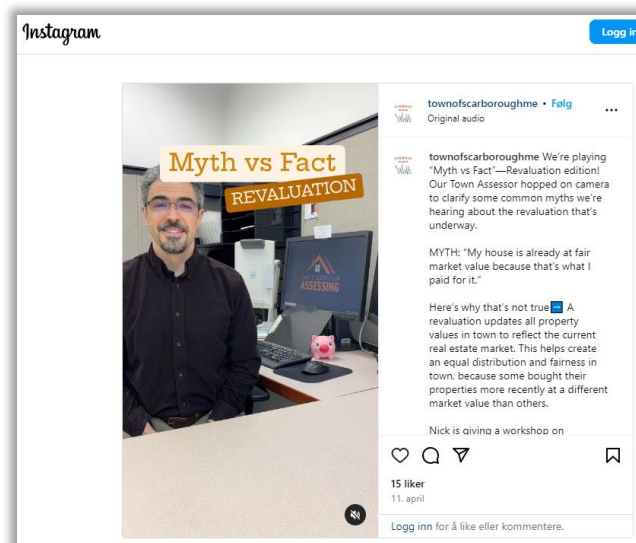 Instagram
Logg in
townofscarboroughme • Følg
Original audio
Myth vs Fact
REVALUATION
ASSESSING
townofscarboroughme We're playing
"Myth vs Fact"—Revaluation edition!
Our Town Assessor hopped on camera
to clarify some common myths we're
hearing about the revaluation that's
underway.
MYTH: "My house is already at fair
market value because that's what I
paid for it."
Here's why that's not true➡️ A
revaluation updates all property
values in town to reflect the current
real estate market. This helps create
an equal distribution and fairness in
town, because some bought their
properties more recently at a different
market value than others.
Nick is giving a workshop on
15 liker
11. april
Logg inn for å like eller kommentere.